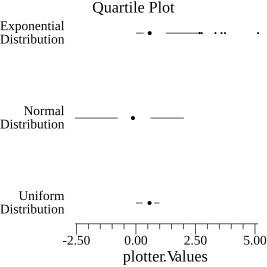 Quartile Plot
Exponential
Distribution
Normal
Distribution
Uniform
Distribution
-2.50 0.00 2.50 5.00
plotter.Values